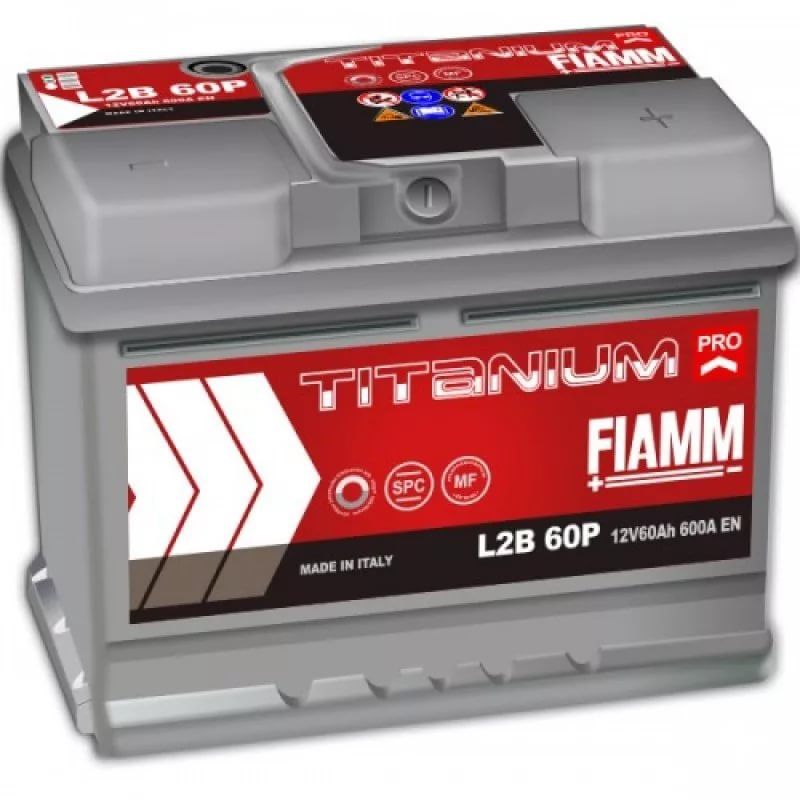 TITANIUM
PRO
FIAMM
L2B 60P
12V60Ah 600A EN
MADE IN ITALY
SPC
MF
TITANIUM
PRO
FIAMM
SPC
MF
L2B 60P 12V60Ah 600A EN
MADE IN ITALY